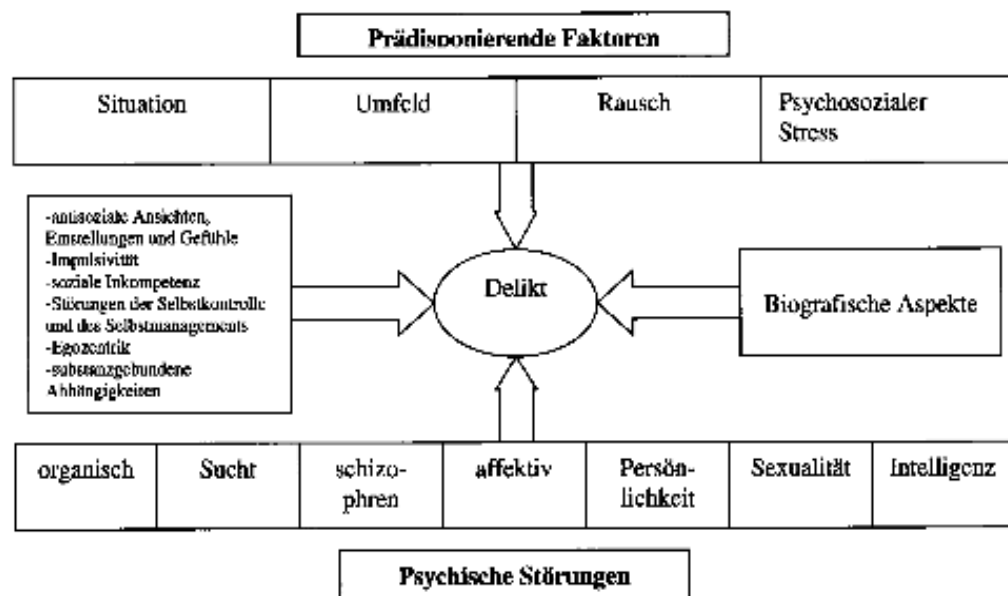 Prädisponierende Faktoren
Situation
Umfeld
Rausch
Psychosozialer
Stress
-antisoziale Ansichten,
Einstellungen und Gefühle
-Impulsivität
-soziale Inkompetenz
-Störungen der Selbstkontrolle
und des Selbstmanagements
-Egozentrik
-substanzgebundene
Abhängigkeiten
Delikt
Biografische Aspekte
organisch
Sucht
schizo-
phren
affektiv
Persön-
lichkeit
Sexualität
Intelligenz
Psychische Störungen